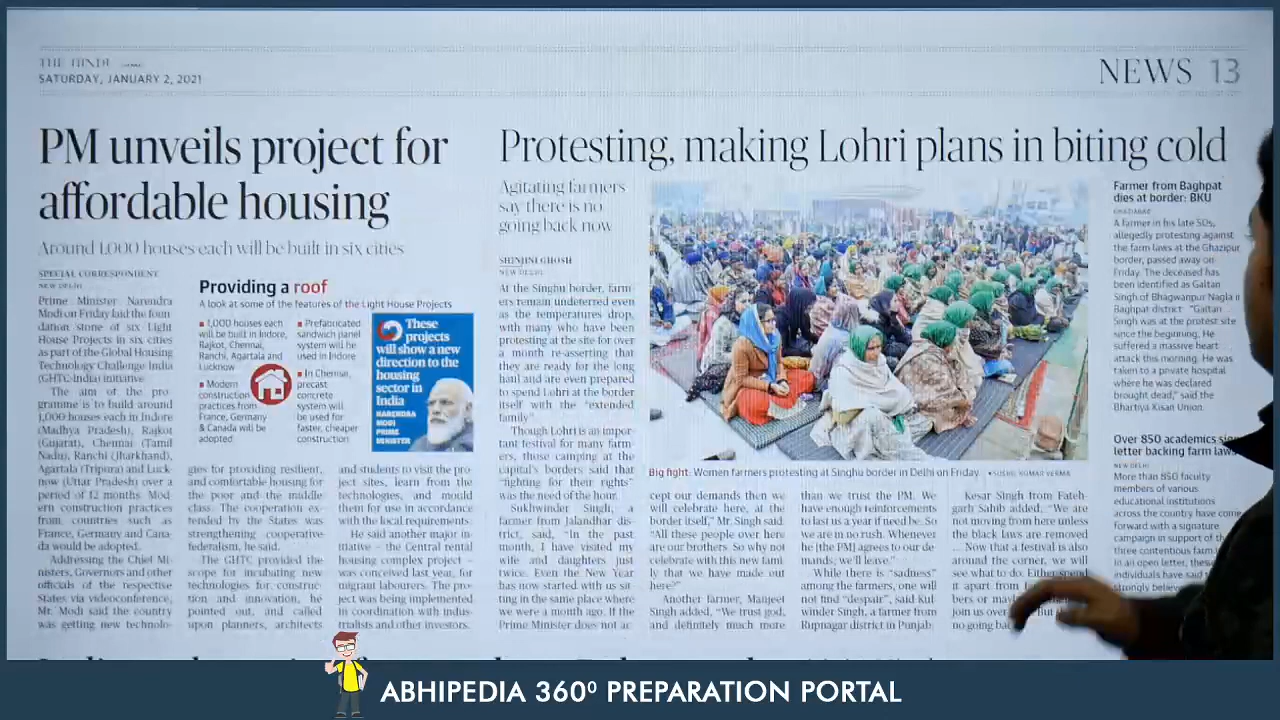 THE HINDU
SATURDAY, JANUARY 2, 2021
NEWS 13
PM unveils project for
affordable housing
Around 1,000 houses each will be built in six cities
SPECIAL CORRESPONDENT
NEW DELHI
Prime Minister Narendra
Modi on Friday laid the foun-
dation stone of six Light
House Projects in six cities
as part of the Global Housing
Technology Challenge India
(GHTC-India) initiative.
The aim of the pro-
gramme is to build around
1,000 houses each in Indore
(Madhya Pradesh), Rajkot
(Gujarat), Chennai (Tamil
Nadu), Ranchi (Jharkhand),
Agartala (Tripura) and Luck-
now (Uttar Pradesh) over a
period of 12 months. Mod-
ern construction practices
from countries such as
France, Germany and Cana-
da would be adopted.
Addressing the Chief Mi-
nisters, Governors and other
officials of the respective
States via videoconference,
Mr. Modi said the country
was getting new technolo-
Providing a roof
A look at some of the features of the Light House Projects
■ 1,000 houses each
will be built in Indore,
Rajkot, Chennai,
Ranchi, Agartala and
Lucknow
■ Modern
construction
practices from
France, Germany
& Canada will be
adopted
■ Prefabricated
sandwich panel
system will be
used in Indore
■ In Chennai,
precast
concrete
system will
be used for
faster, cheaper
construction
These
projects
will show a new
direction to the
housing
sector in
India
NARENDRA
MODI
PRIME
MINISTER
gies for providing resilient,
and comfortable housing for
the poor and the middle
class. The cooperation ex-
tended by the States was
strengthening cooperative
federalism, he said.
The GHTC provided the
scope for incubating new
technologies for construc-
tion and innovation, he
pointed out, and called
upon planners, architects
and students to visit the pro-
ject sites, learn from the
technologies, and mould
them for use in accordance
with the local requirements.
He said another major in-
itiative – the Central rental
housing complex project –
was conceived last year, for
migrant labourers. The pro-
ject was being implemented
in coordination with indus-
trialists and other investors.
Protesting, making Lohri plans in biting cold
Agitating farmers
say there is no
going back now
SHINJINI GHOSH
NEW DELHI
At the Singhu border, farm-
ers remain undeterred even
as the temperatures drop,
with many who have been
protesting at the site for over
a month re-asserting that
they are ready for the long
haul and are even prepared
to spend Lohri at the border
itself with the “extended
family”.
Though Lohri is an impor-
tant festival for many farm-
ers, those camping at the
capital's borders said that
“fighting for their rights”
was the need of the hour.
Sukhwinder Singh, a
farmer from Jalandhar dis-
trict, said, “In the past
month, I have visited my
wife and daughters just
twice. Even the New Year
has now started with us sit-
ting in the same place where
we were a month ago. If the
Prime Minister does not ac-
Big fight: Women farmers protesting at Singhu border in Delhi on Friday. ▪ SUSHIL KUMAR VERMA
cept our demands then we
will celebrate here, at the
border itself,” Mr. Singh said.
“All these people over here
are our brothers. So why not
celebrate with this new fami-
ly that we have made out
here?”
Another farmer, Manjeet
Singh added, “We trust god,
and definitely much more
than we trust the PM. We
have enough reinforcements
to last us a year if need be. So
we are in no rush. Whenever
he [the PM] agrees to our de-
mands, we'll leave.”
While there is “sadness”
among the farmers, one will
not find “despair”, said Kul-
winder Singh, a farmer from
Rupnagar district in Punjab.
Kesar Singh from Fateh-
garh Sahib added, “We are
not moving from here unless
the black laws are removed
... Now that a festival is also
around the corner, we will
see what to do. Either spend
it apart from
bers or
join us over
no going
Farmer from Baghpat
dies at border: BKU
GHAZIABAD
A farmer in his late 50s,
allegedly protesting against
the farm laws at the Ghazipur
border, passed away on
Friday. The deceased has
been identified as Galtan
Singh of Bhagwanpur Nagla in
Baghpat district. “Galtan
Singh was at the protest site
since the beginning. He
suffered a massive heart
attack this morning. He was
taken to a private hospital
where he was declared
brought dead,” said the
Bhartiya Kisan Union.
Over 850 academics sign
letter backing farm laws
NEW DELHI
More than 850 faculty
members of various
educational institutions
across the country have come
forward with a signature
campaign in support of the
three contentious farm
In an open letter, these
individuals have said
strongly believe
ABHIPEDIA 360⁰ PREPARATION PORTAL